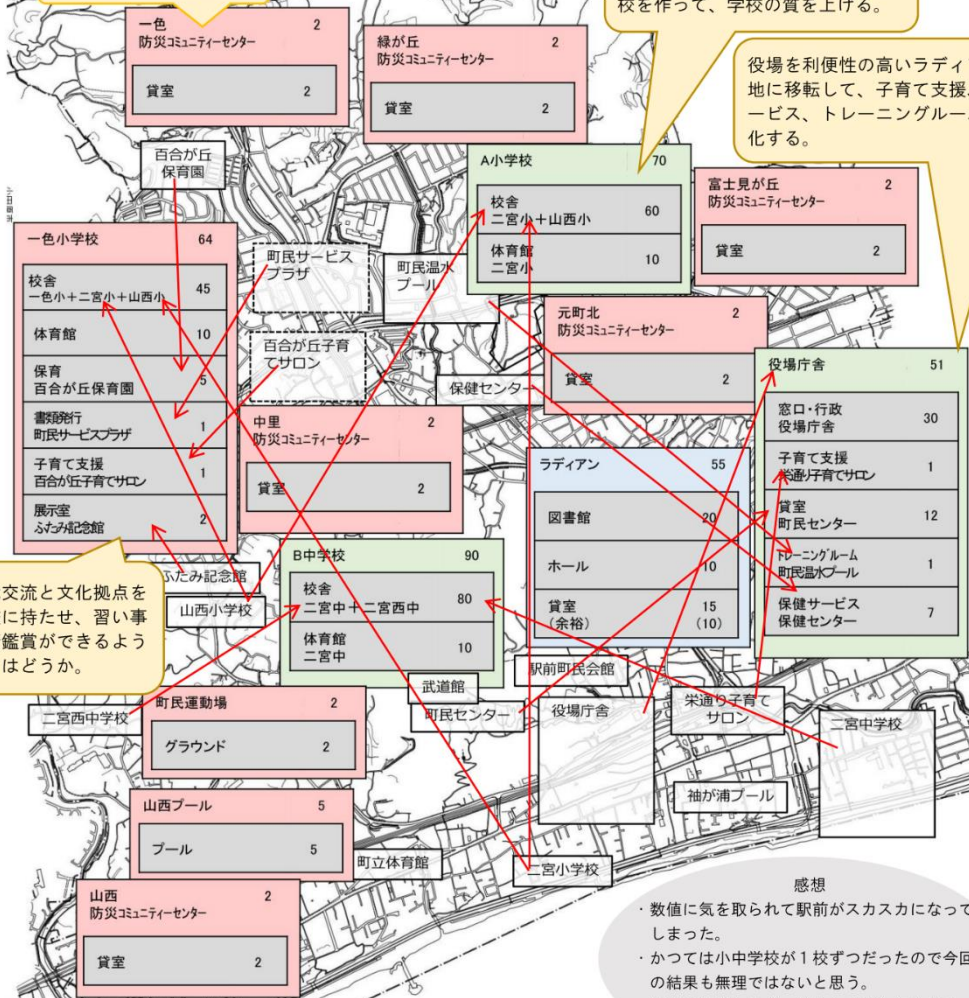 校を作って、学校の質を上げる。
一色 2
防災コミュニティーセンター
貸室 2
緑が丘 2
防災コミュニティーセンター
貸室 2
役場を利便性の高いラディ
地に移転して、子育て支援
ービス、トレーニングルー
化する。
百合が丘
保育園
A小学校 70
校舎 60
二宮小＋山西小
体育館 10
二宮小
富士見が丘 2
防災コミュニティーセンター
貸室 2
一色小学校 64
校舎 45
一色小＋二宮小＋山西小
体育館 10
保育 5
百合が丘保育園
書類発行 1
町民サービスプラザ
子育て支援 1
百合が丘子育てサロン
展示室 2
ふたみ記念館
町民サービス
プラザ
町民温水
プール
百合が丘子育
てサロン
元町北 2
防災コミュニティーセンター
貸室 2
保健センター
役場庁舎 51
窓口・行政 30
役場庁舎
子育て支援 1
栄通り子育てサロン
貸室 12
町民センター
トレーニングルーム 1
町民温水プール
保健サービス 7
保健センター
中里 2
防災コミュニティーセンター
貸室 2
ラディアン 55
図書館 20
ホール 10
貸室 15
（余裕） (10)
B中学校 90
校舎 80
二宮中＋二宮西中
体育館 10
二宮中
交流と文化拠点を
に持たせ、習い事
鑑賞ができるよう
はどうか。
ふたみ記念館
山西小学校
駅前町民会館
武道館
二宮西中学校
町民運動場 2
グラウンド 2
町民センター
役場庁舎
栄通り子育て
サロン
二宮中学校
袖が浦プール
山西プール 5
プール 5
町立体育館
二宮小学校
山西 2
防災コミュニティーセンター
貸室 2
感想
・数値に気を取られて駅前がスカスカになって
しまった。
・かつては小中学校が１校ずつだったので今回
の結果も無理ではないと思う。